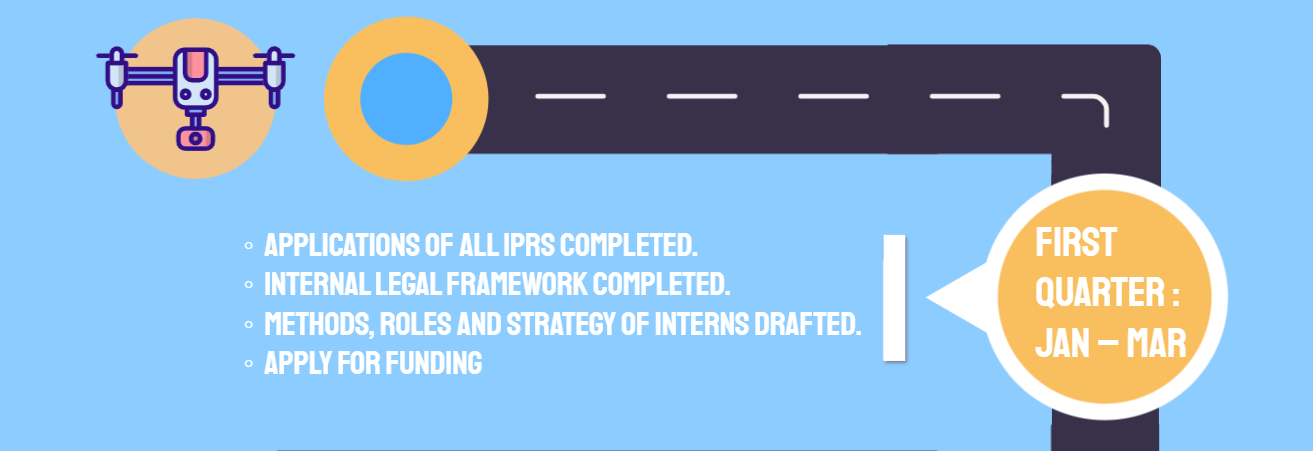 ◦ APPLICATIONS OF ALL IPRS COMPLETED.
◦ INTERNAL LEGAL FRAMEWORK COMPLETED.
◦ METHODS, ROLES AND STRATEGY OF INTERNS DRAFTED.
◦ APPLY FOR FUNDING
FIRST
QUARTER :
JAN – MAR